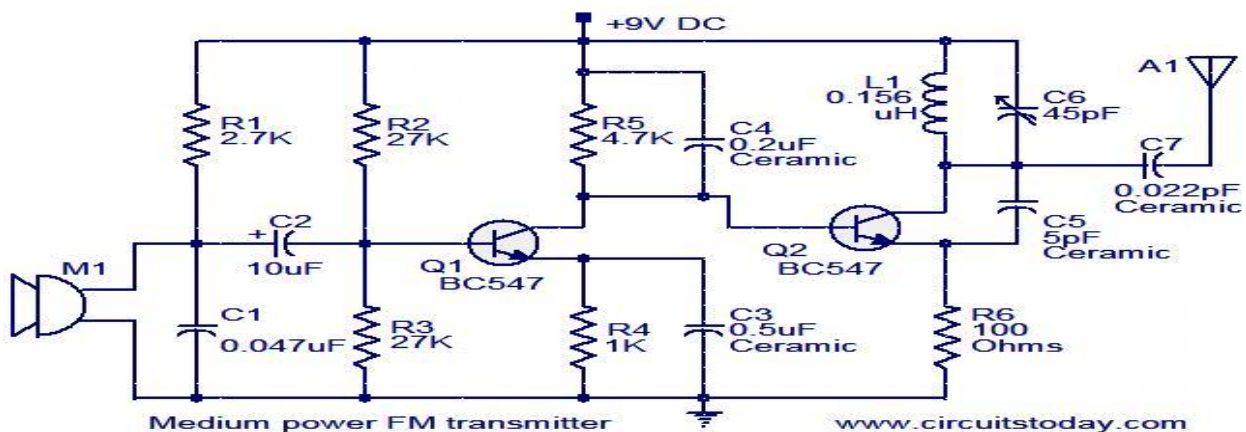 +9V DC
A1
R1
2.7K
R2
27K
R5
4.7K
C4
0.2uF
Ceramic
L1
0.156
uH
C6
45pF
C7
0.022pF
Ceramic
M1
+
C2
10uF
Q1
BC547
Q2
BC547
C5
5pF
Ceramic
C1
0.047uF
R3
27K
R4
1K
C3
0.5uF
Ceramic
R6
100
Ohms
Medium power FM transmitter
www.circuitstoday.com